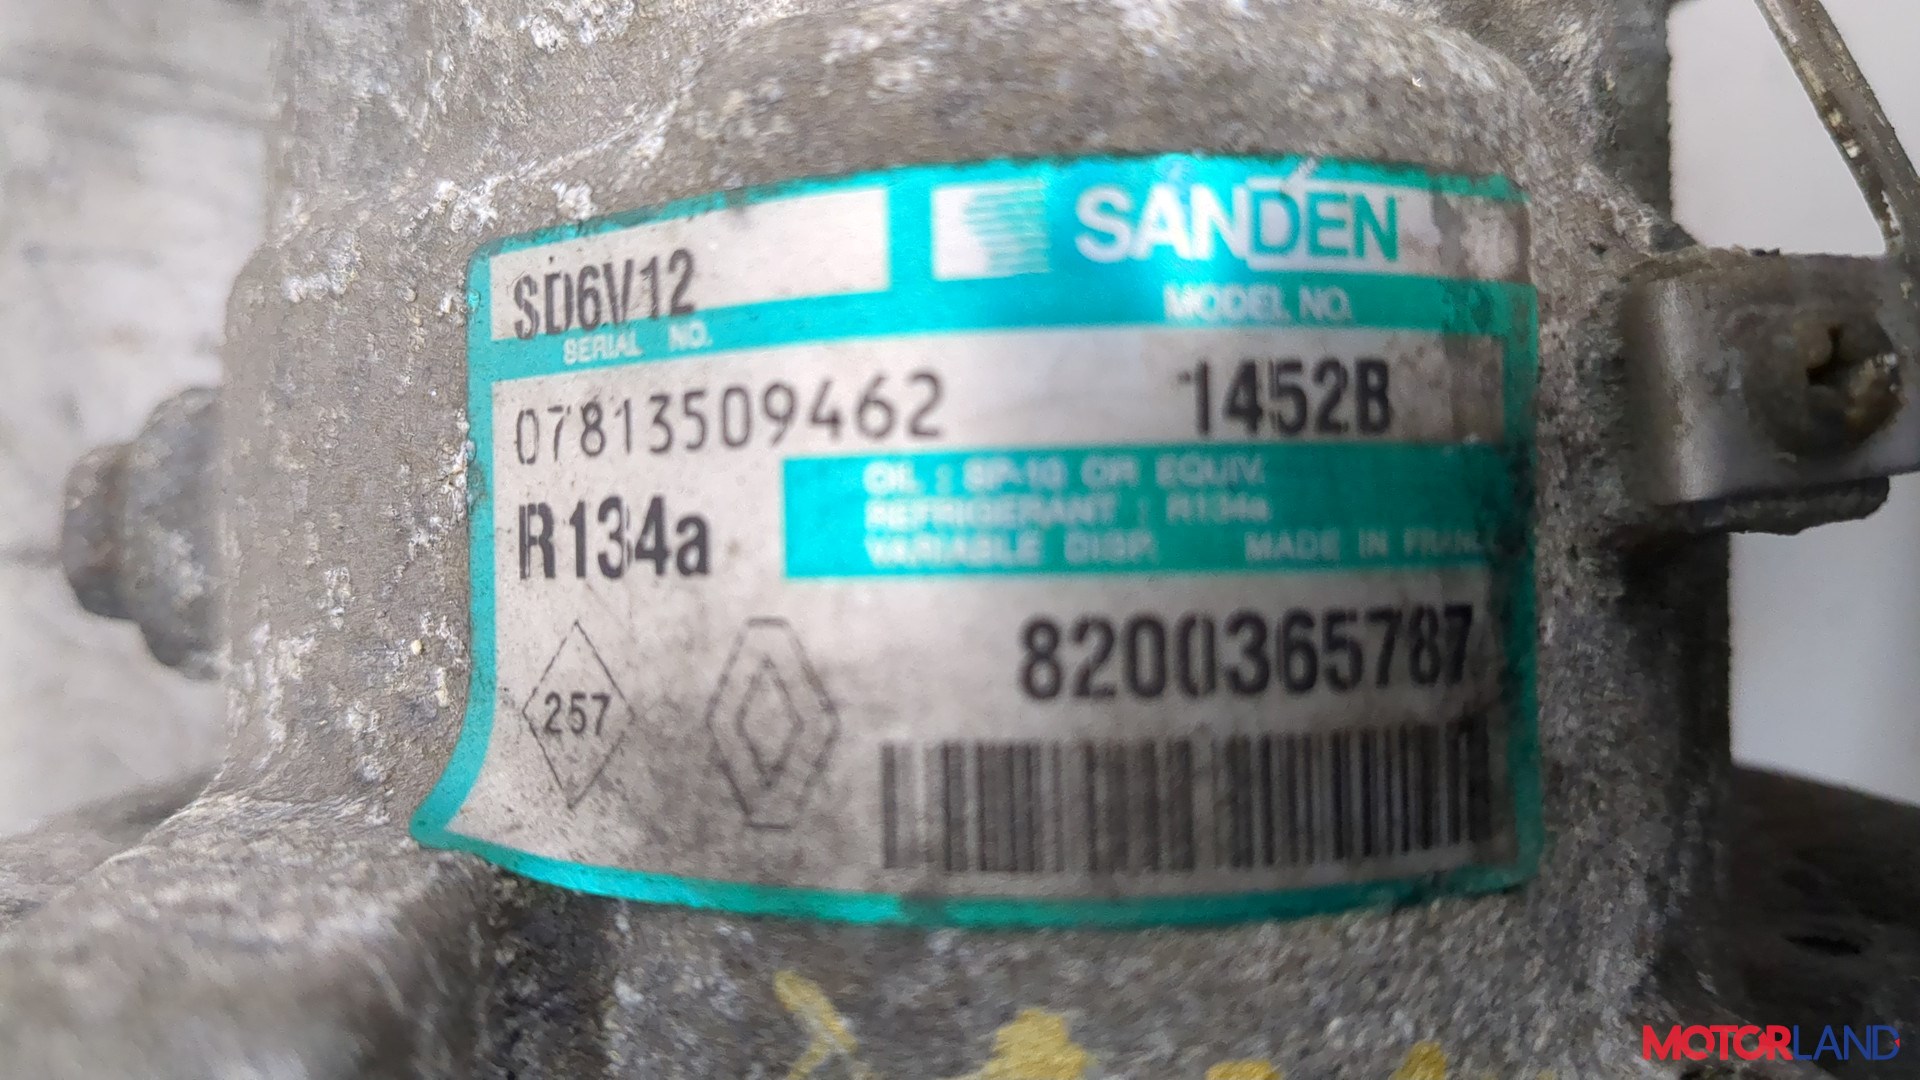 SANDEN
SD6V12
SERIAL NO.
MODEL NO.
07813509462
1452B
OIL : SP-10 OR EQUIV.
R134a
REFRIGERANT : R134a
VARIABLE DISP. MADE IN FRAN
8200365787
257
MOTORLAND